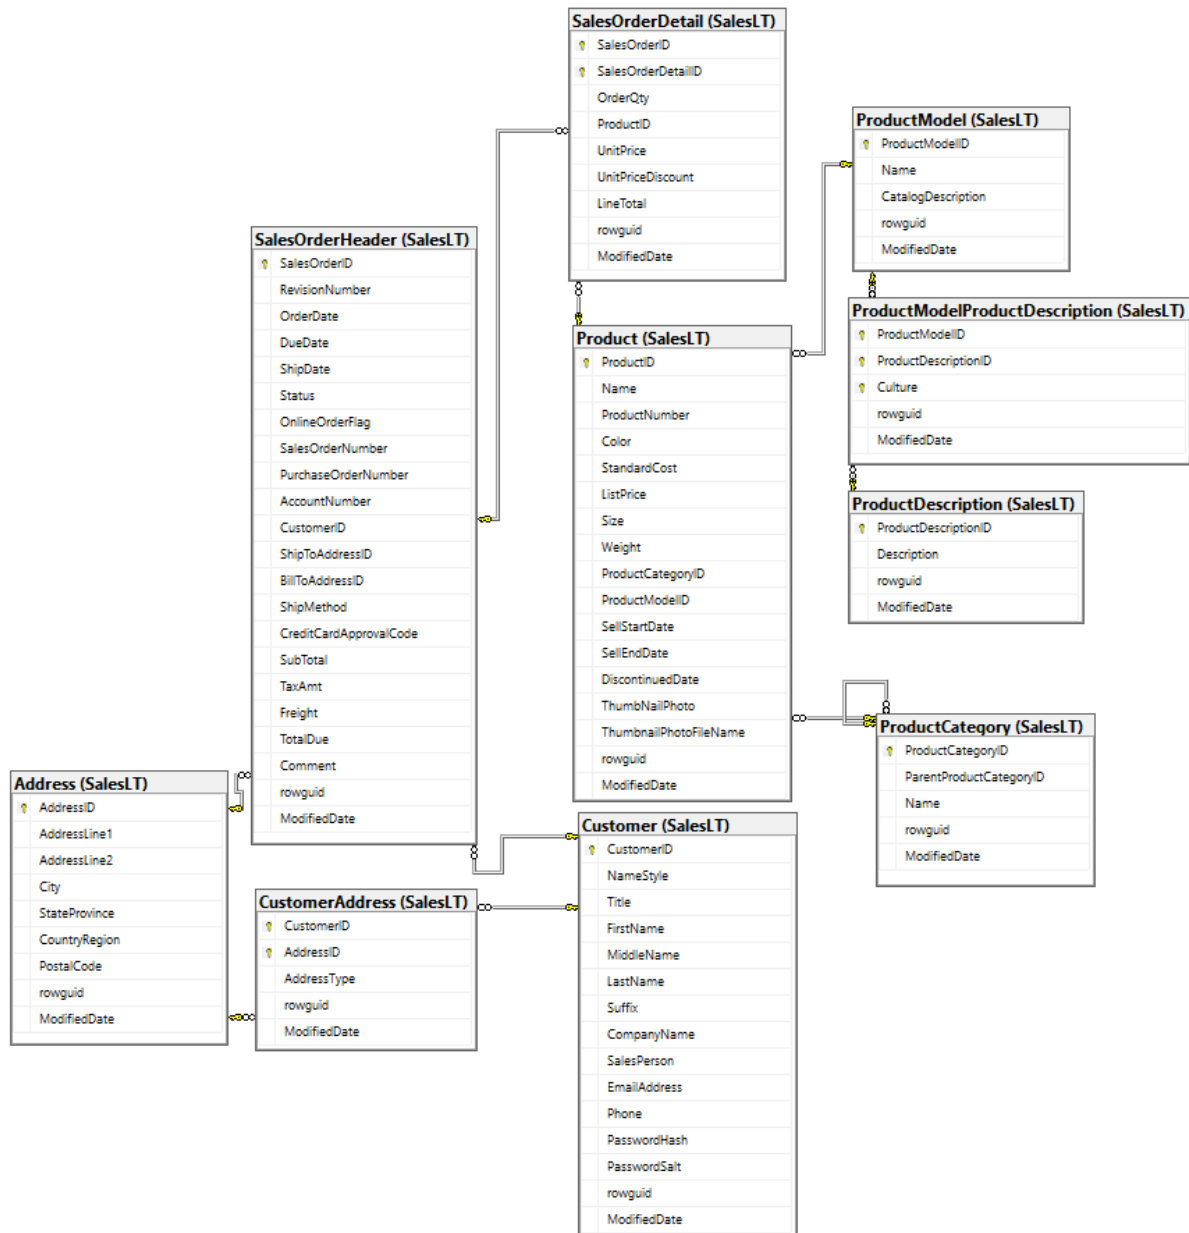 SalesOrderDetail (SalesLT)
SalesOrderID
SalesOrderDetailID
OrderQty
ProductID
UnitPrice
UnitPriceDiscount
LineTotal
rowguid
ModifiedDate
ProductModel (SalesLT)
ProductModelID
Name
CatalogDescription
rowguid
ModifiedDate
SalesOrderHeader (SalesLT)
SalesOrderID
RevisionNumber
OrderDate
DueDate
ShipDate
Status
OnlineOrderFlag
SalesOrderNumber
PurchaseOrderNumber
AccountNumber
CustomerID
ShipToAddressID
BillToAddressID
ShipMethod
CreditCardApprovalCode
SubTotal
TaxAmt
Freight
TotalDue
Comment
rowguid
ModifiedDate
Product (SalesLT)
ProductID
Name
ProductNumber
Color
StandardCost
ListPrice
Size
Weight
ProductCategoryID
ProductModelID
SellStartDate
SellEndDate
DiscontinuedDate
ThumbNailPhoto
ThumbnailPhotoFileName
rowguid
ModifiedDate
ProductModelProductDescription (SalesLT)
ProductModelID
ProductDescriptionID
Culture
rowguid
ModifiedDate
ProductDescription (SalesLT)
ProductDescriptionID
Description
rowguid
ModifiedDate
ProductCategory (SalesLT)
ProductCategoryID
ParentProductCategoryID
Name
rowguid
ModifiedDate
Address (SalesLT)
AddressID
AddressLine1
AddressLine2
City
StateProvince
CountryRegion
PostalCode
rowguid
ModifiedDate
CustomerAddress (SalesLT)
CustomerID
AddressID
AddressType
rowguid
ModifiedDate
Customer (SalesLT)
CustomerID
NameStyle
Title
FirstName
MiddleName
LastName
Suffix
CompanyName
SalesPerson
EmailAddress
Phone
PasswordHash
PasswordSalt
rowguid
ModifiedDate